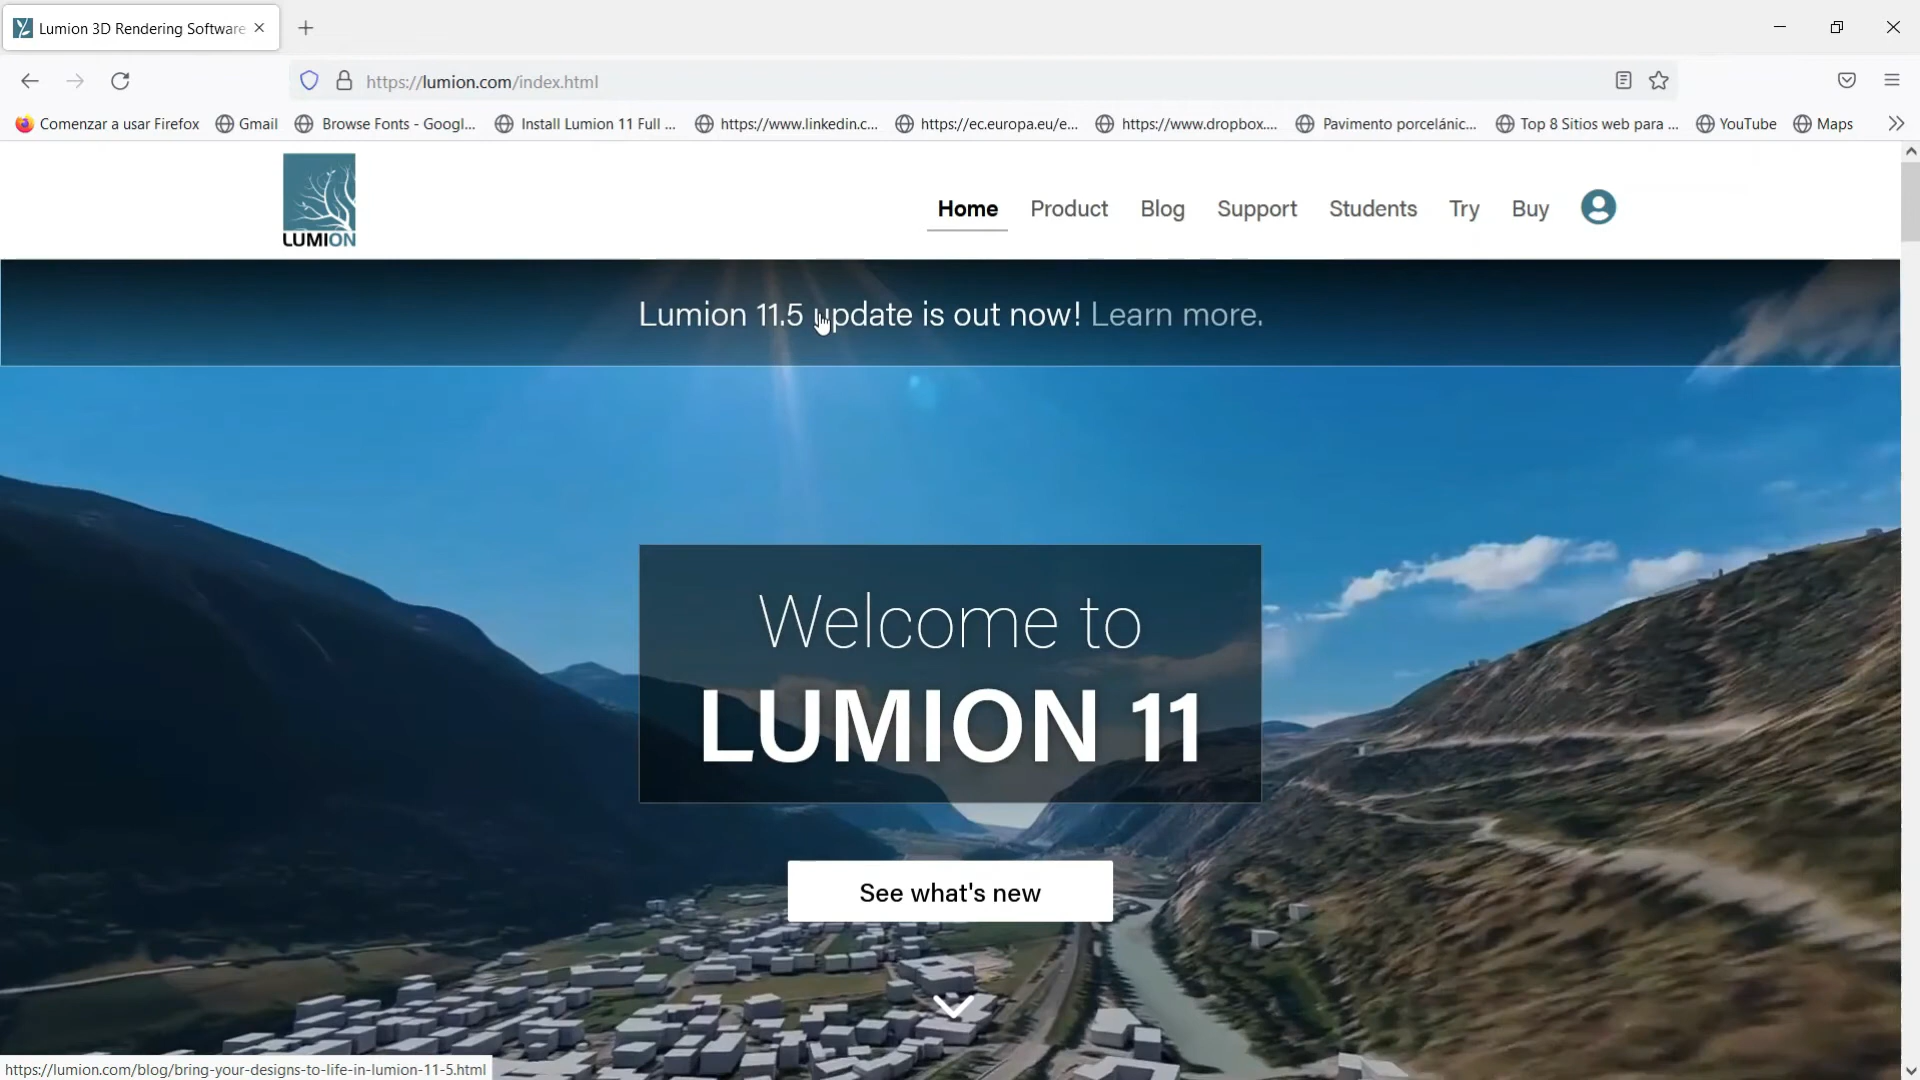 Lumion 3D Rendering Software
https://lumion.com/index.html
Comenzar a usar Firefox Gmail Browse Fonts - Googl... Install Lumion 11 Full ... https://www.linkedin.c... https://ec.europa.eu/e... https://www.dropbox.... Pavimento porcelánic... Top 8 Sitios web para ... YouTube Maps
LUMION
Home Product Blog Support Students Try Buy
Lumion 11.5 update is out now! Learn more.
Welcome to
LUMION 11
See what's new
https://lumion.com/blog/bring-your-designs-to-life-in-lumion-11-5.html